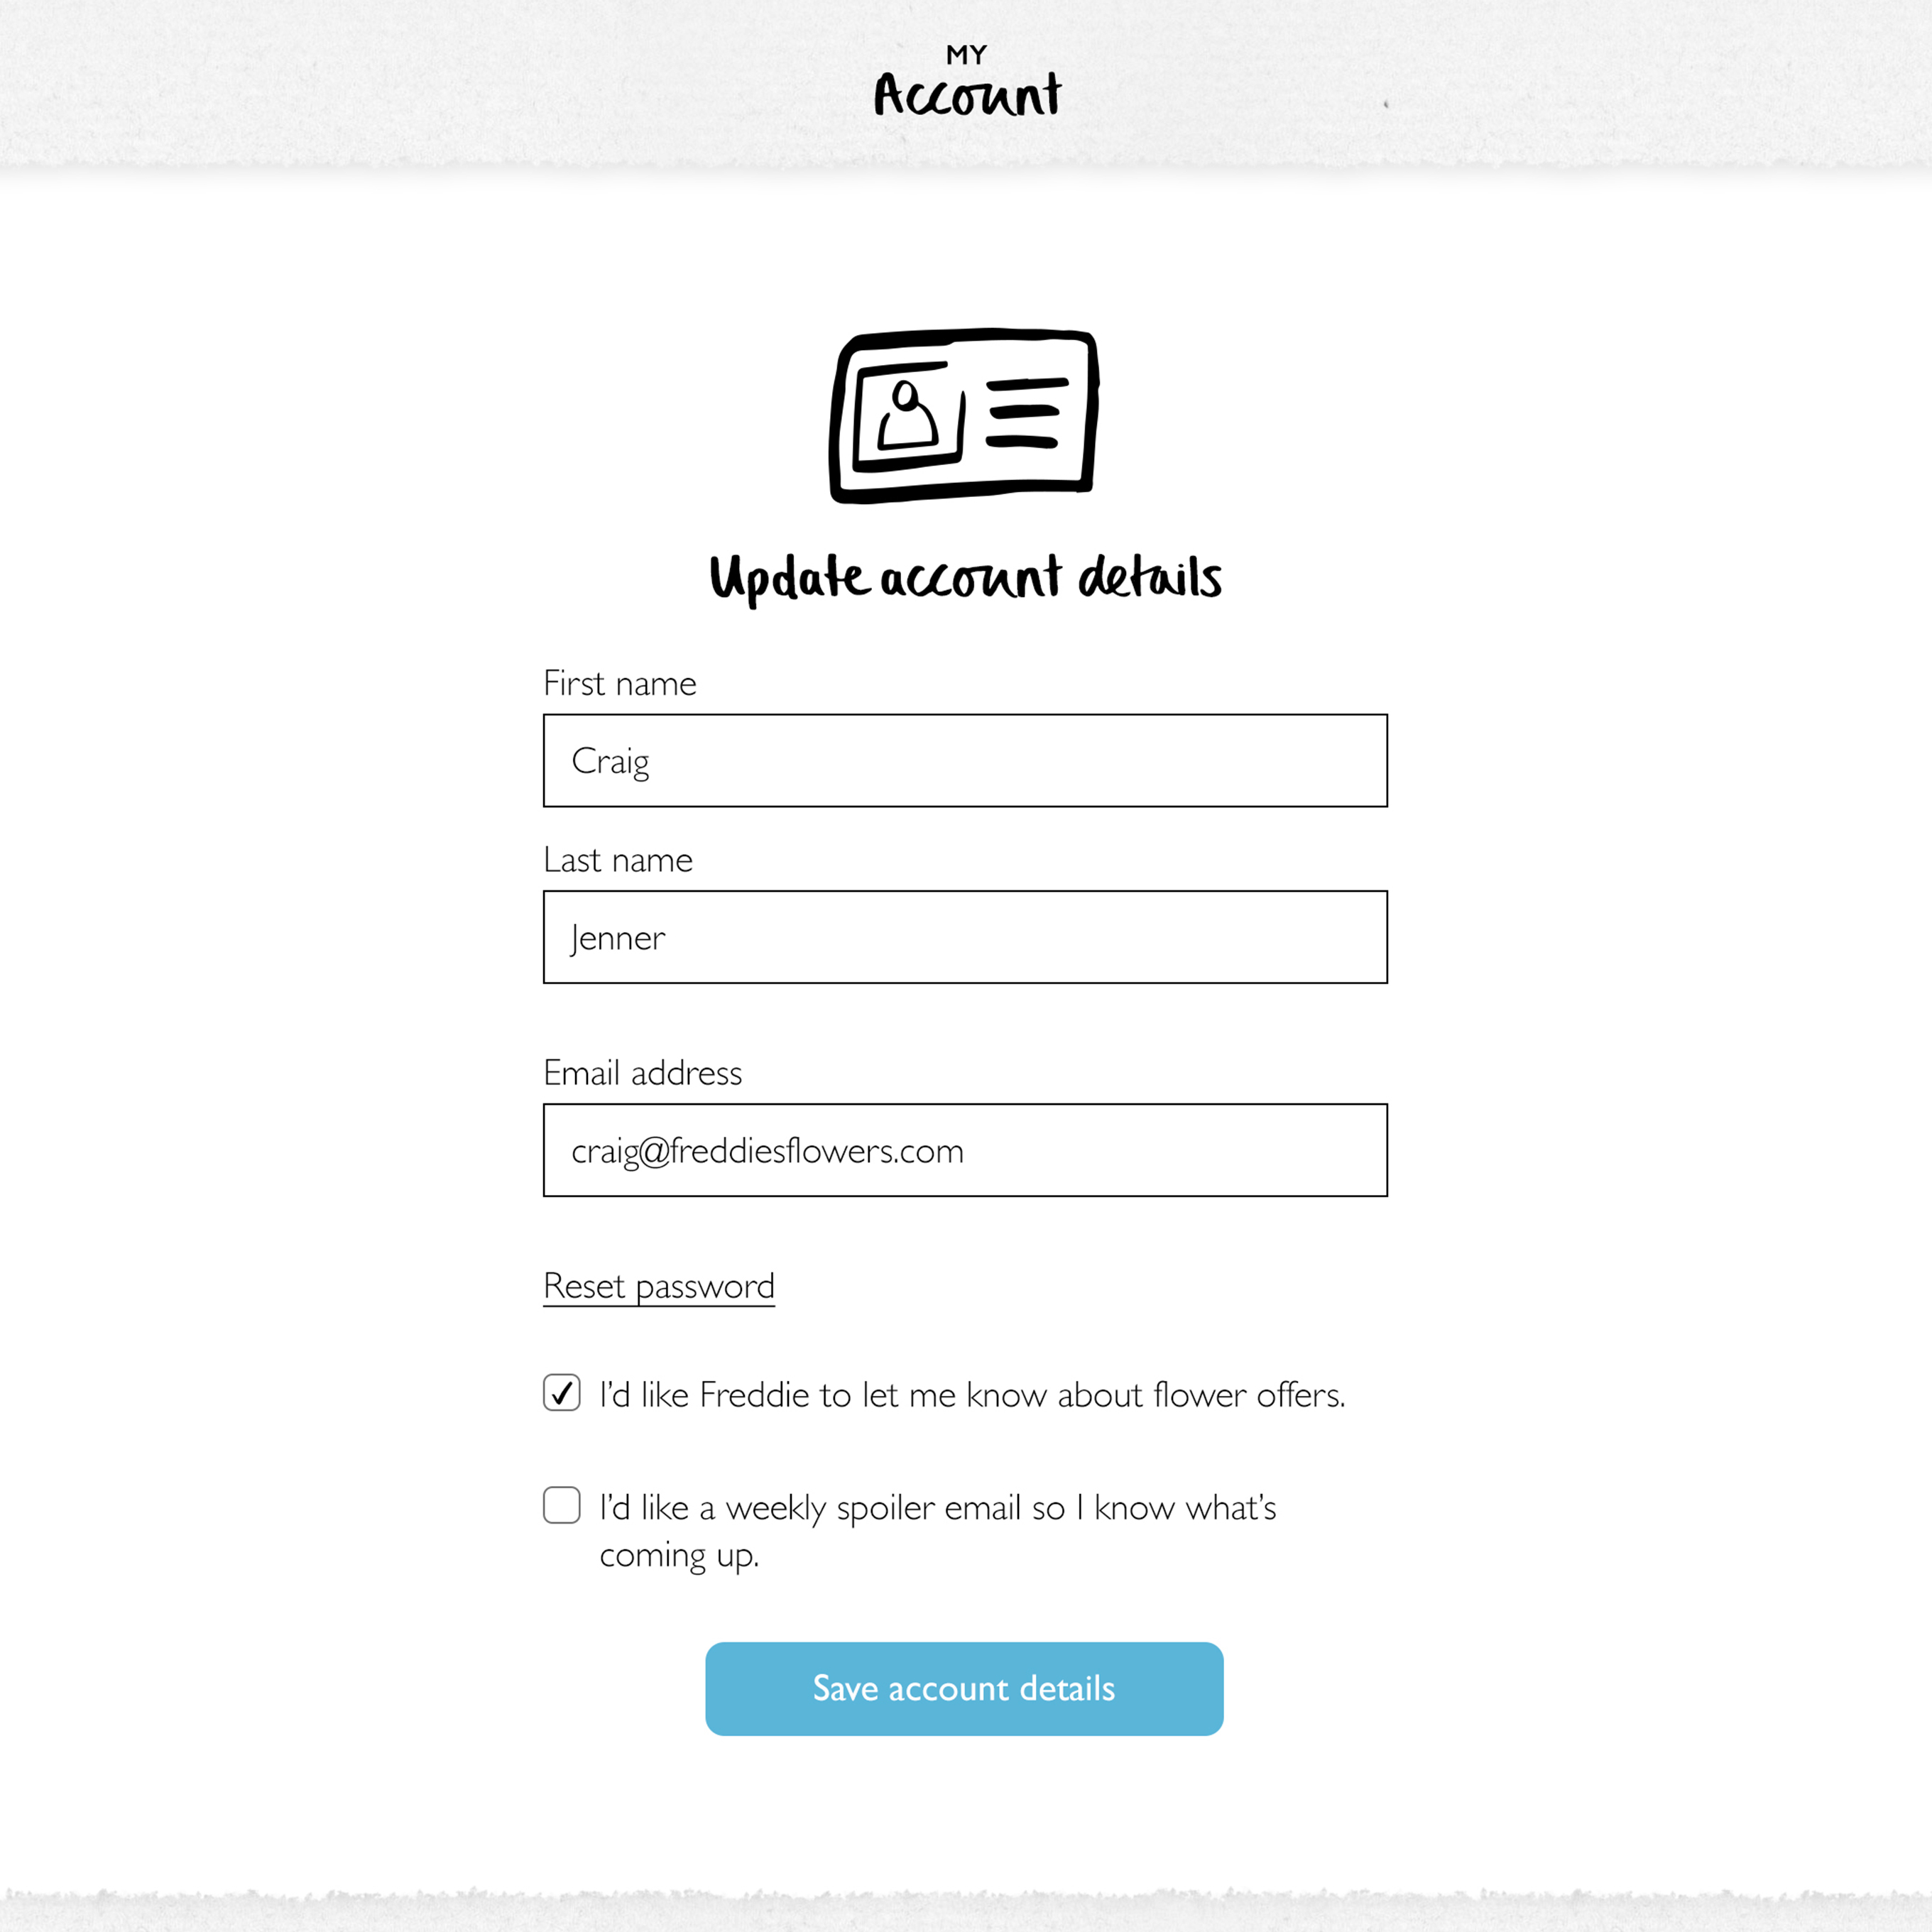 MY
Account
Update account details
First name
Craig
Last name
Jenner
Email address
craig@freddiesflowers.com
Reset password
I’d like Freddie to let me know about flower offers.
I’d like a weekly spoiler email so I know what’s
coming up.
Save account details